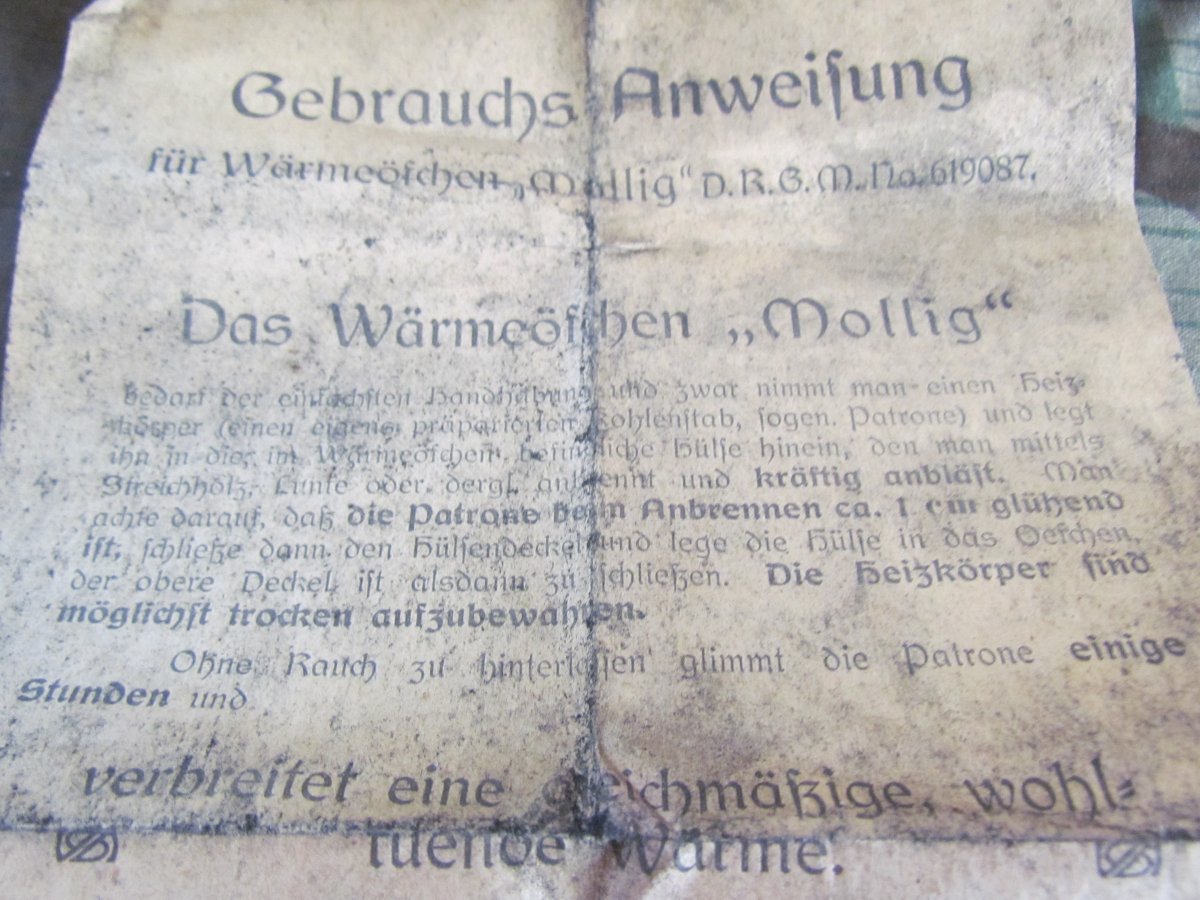 Gebrauchs Anweiſung
für Wärmeöfchen „Mollig“ D.R.G.M. No. 619087.
Das Wärmeöfchen „Mollig“
bedarf der einfachſten Handhabung und zwar nimmt man einen Heiz-
körper (einen eigens präparierten Kohlenſtab, ſogen. Patrone) und legt
ihn in die, im Wärmeöfchen befindliche Hülſe hinein, den man mittels
Streichholz, Lunte oder dergl. anbrennt und kräftig anbläſt. Man
achte darauf, daß die Patrone beim Anbrennen ca. 1 cm glühend
iſt, ſchließe dann den Hülſendeckel und lege die Hülſe in das Oefchen,
der obere Deckel iſt alsdann zu ſchließen. Die Heizkörper ſind
möglichſt trocken aufzubewahren.
Ohne Rauch zu hinterlaſſen glimmt die Patrone einige
Stunden und
verbreitet eine gleichmäßige, wohl-
tuende Wärme.